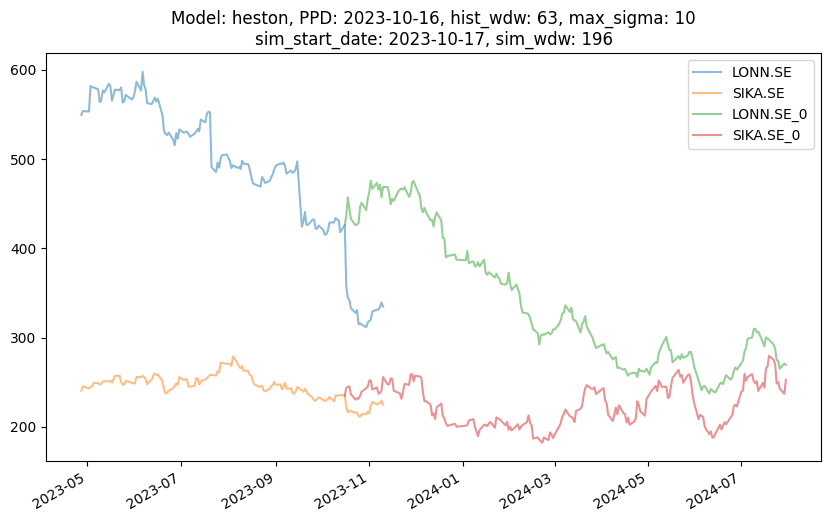 Model: heston, PPD: 2023-10-16, hist_wdw: 63, max_sigma: 10
sim_start_date: 2023-10-17, sim_wdw: 196
LONN.SE
SIKA.SE
LONN.SE_0
SIKA.SE_0
600
500
400
300
200
2023-05
2023-07
2023-09
2023-11
2024-01
2024-03
2024-05
2024-07